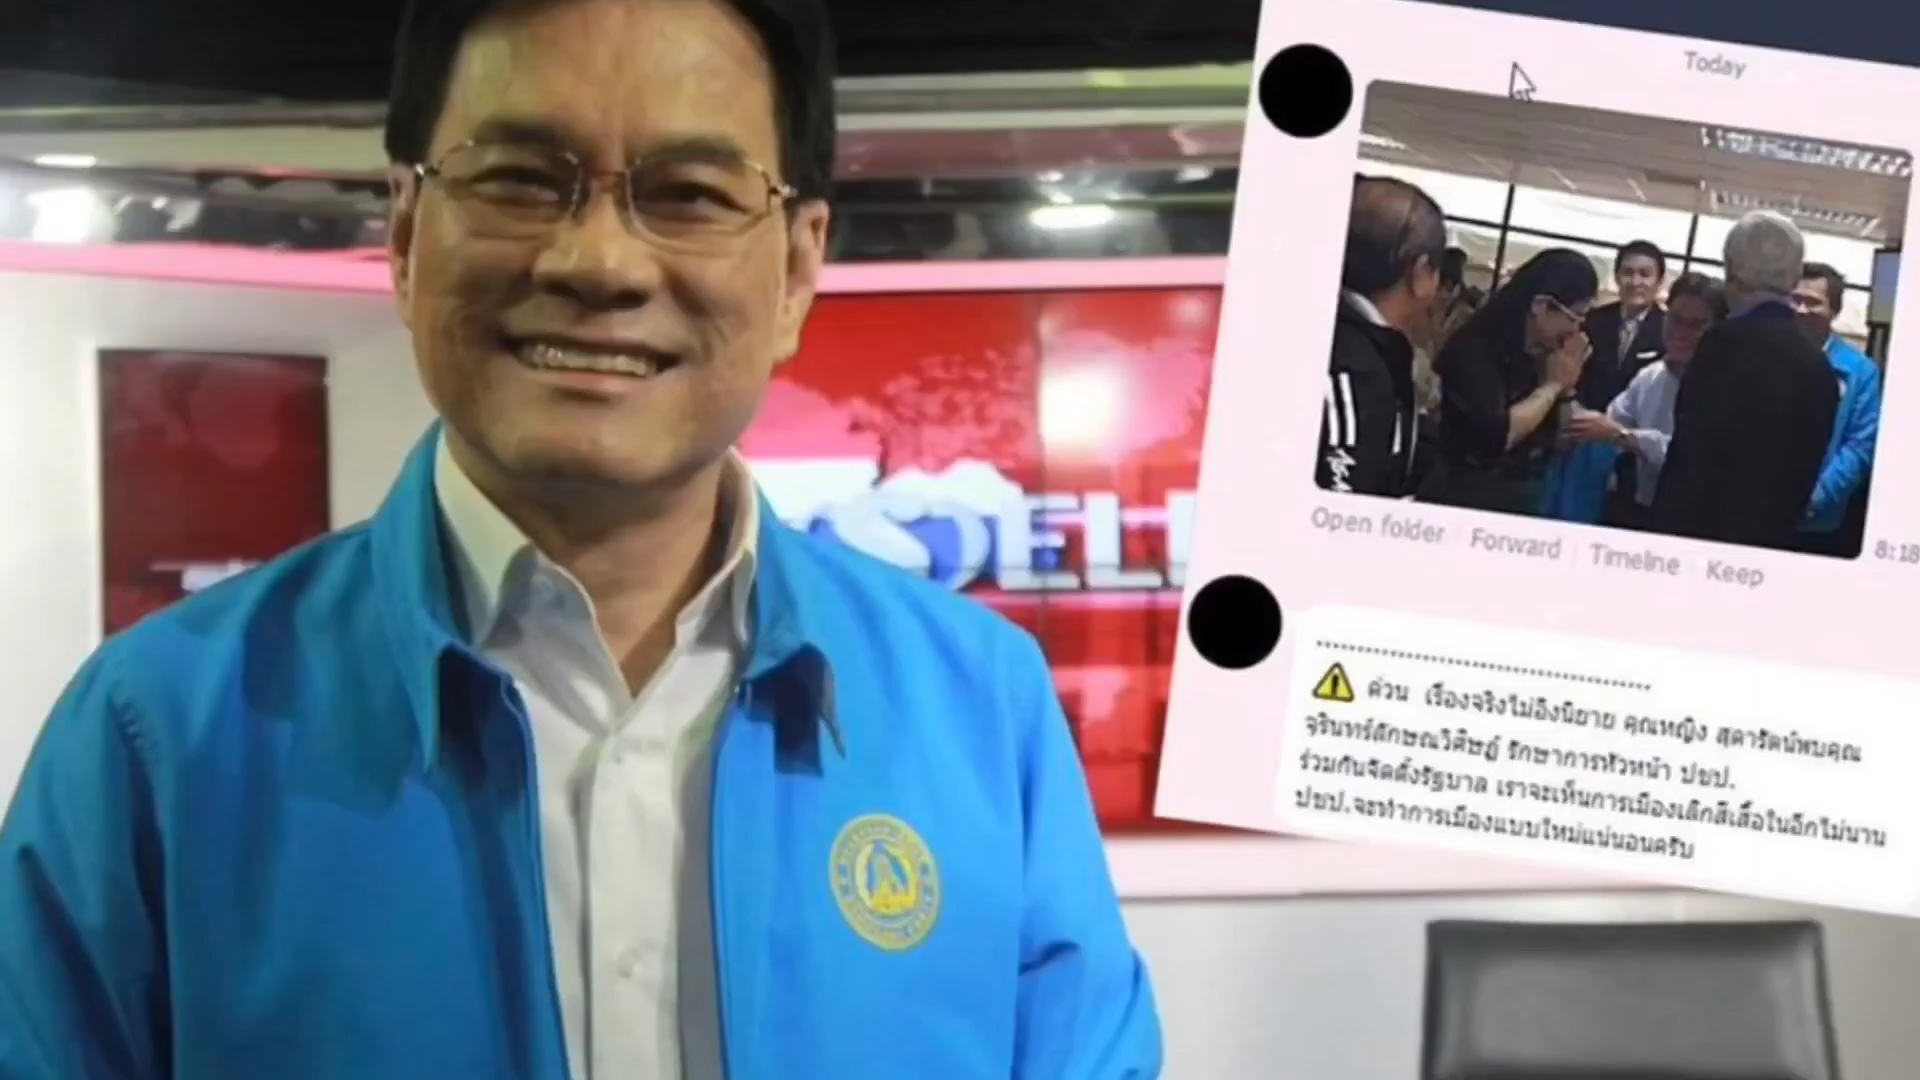 Today
Open folder Forward Timeline Keep
8:18
ด่วน เรื่องจริงไม่อิงนิยาย คุณหญิง สุดารัตน์พบคุณ
จุรินทร์ลักษณวิศิษฏ์ รักษาการหัวหน้า ปชป.
ร่วมกันจัดตั้งรัฐบาล เราจะเห็นการเมืองเลิกสีเสื้อในอีกไม่นาน
ปชป.จะทำการเมืองแบบใหม่แน่นอนครับ